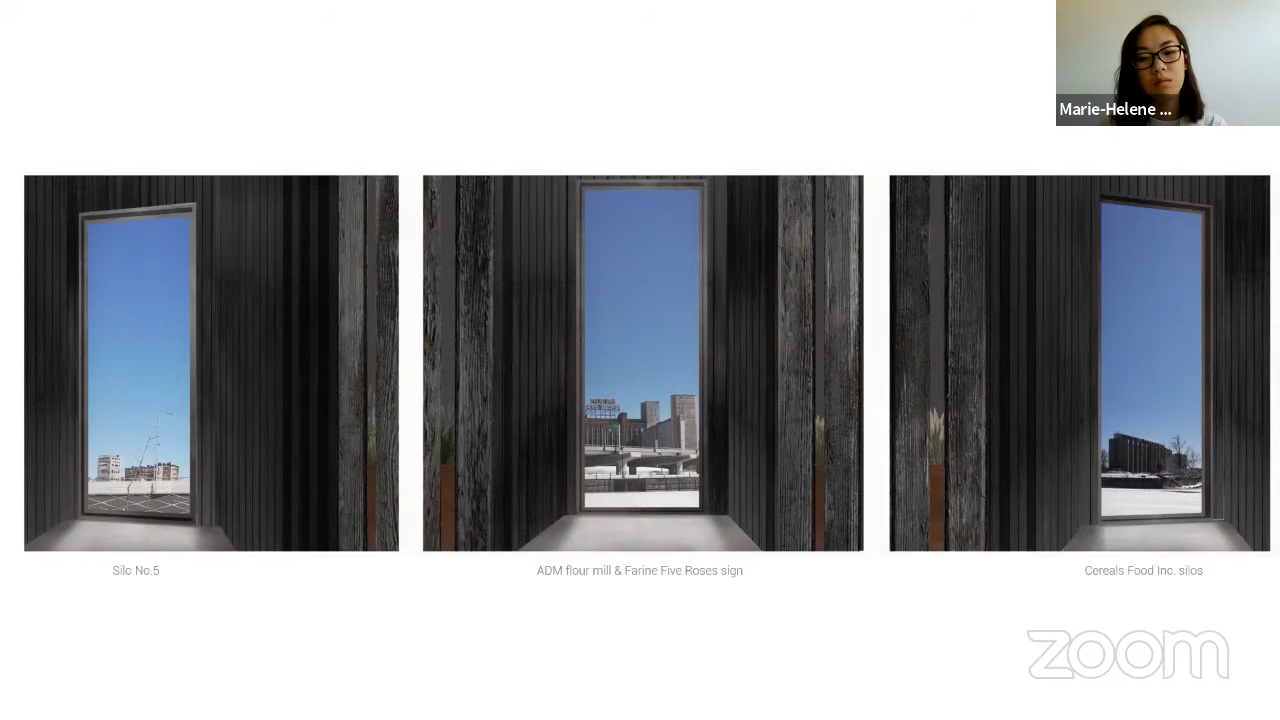 Marie-Helene ...
Silo No.5
ADM flour mill & Farine Five Roses sign
Cereals Food Inc. silos
zoom